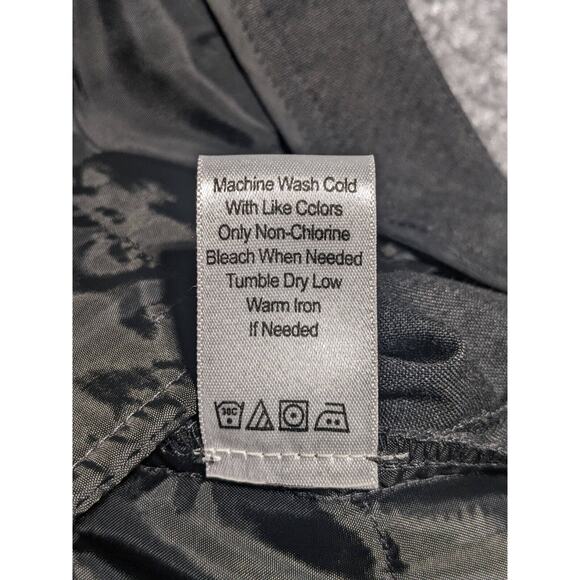 Machine Wash Cold
With Like Colors
Only Non-Chlorine
Bleach When Needed
Tumble Dry Low
Warm Iron
If Needed
30C